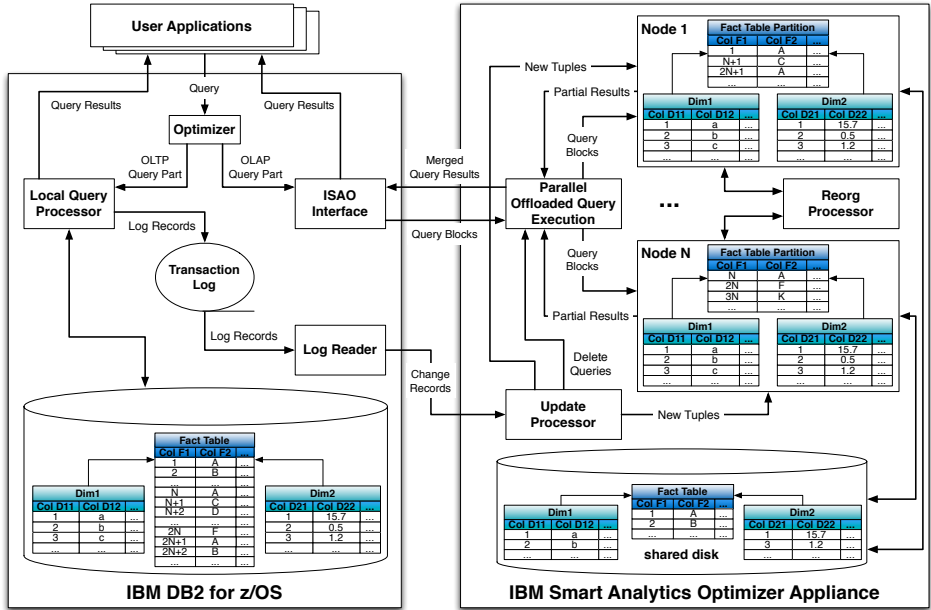 User Applications
Query Results
Query
Query Results
Optimizer
OLTP
Query Part
OLAP
Query Part
Local Query
Processor
ISAO
Interface
Merged
Query Results
Query Blocks
Log Records
Transaction
Log
Log Records
Log Reader
Change
Records
Fact Table
Col F1 Col F2 ...
1 A ...
2 B ...
... ... ...
N A ...
N+1 C ...
N+2 D ...
... ... ...
2N F ...
2N+1 A ...
2N+2 B ...
... ... ...
Dim1
Col D11 Col D12 ...
1 a ...
2 b ...
3 c ...
... ... ...
Dim2
Col D21 Col D22 ...
1 15.7 ...
2 0.5 ...
3 1.2 ...
... ... ...
IBM DB2 for z/OS
Node 1
Fact Table Partition
Col F1 Col F2 ...
1 A ...
N+1 C ...
2N+1 A ...
... ... ...
Dim1
Col D11 Col D12 ...
1 a ...
2 b ...
3 c ...
... ... ...
Dim2
Col D21 Col D22 ...
1 15.7 ...
2 0.5 ...
3 1.2 ...
... ... ...
New Tuples
Partial Results
Query
Blocks
Parallel
Offloaded Query
Execution
...
Reorg
Processor
Query
Blocks
Partial Results
Node N
Fact Table Partition
Col F1 Col F2 ...
N A ...
2N F ...
3N K ...
... ... ...
Dim1
Col D11 Col D12 ...
1 a ...
2 b ...
3 c ...
... ... ...
Dim2
Col D21 Col D22 ...
1 15.7 ...
2 0.5 ...
3 1.2 ...
... ... ...
Delete
Queries
Update
Processor
New Tuples
Fact Table
Col F1 Col F2 ...
1 A ...
2 B ...
... ... ...
Dim1
Col D11 Col D12 ...
1 a ...
2 b ...
... ... ...
Dim2
Col D21 Col D22 ...
1 15.7 ...
3 1.2 ...
... ... ...
shared disk
IBM Smart Analytics Optimizer Appliance